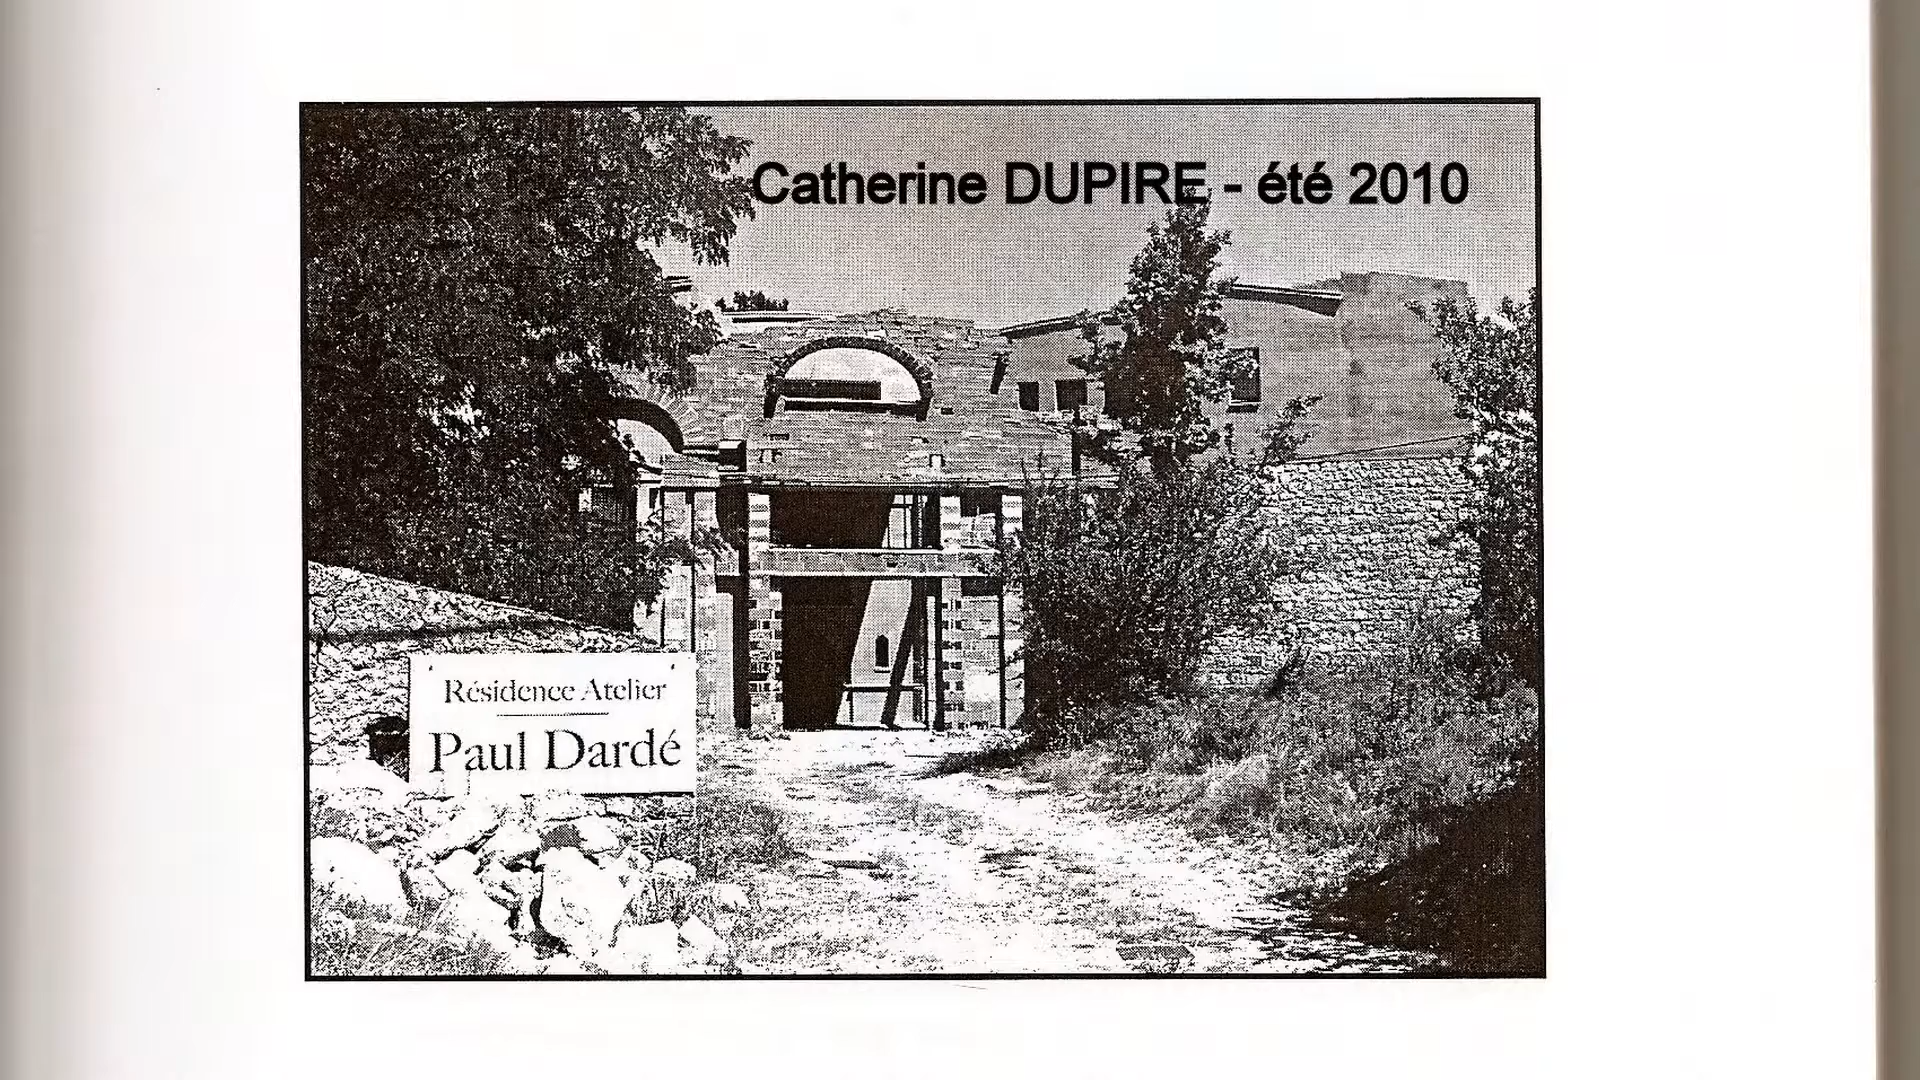 Catherine DUPIRE - été 2010
Résidence Atelier
Paul Dardé